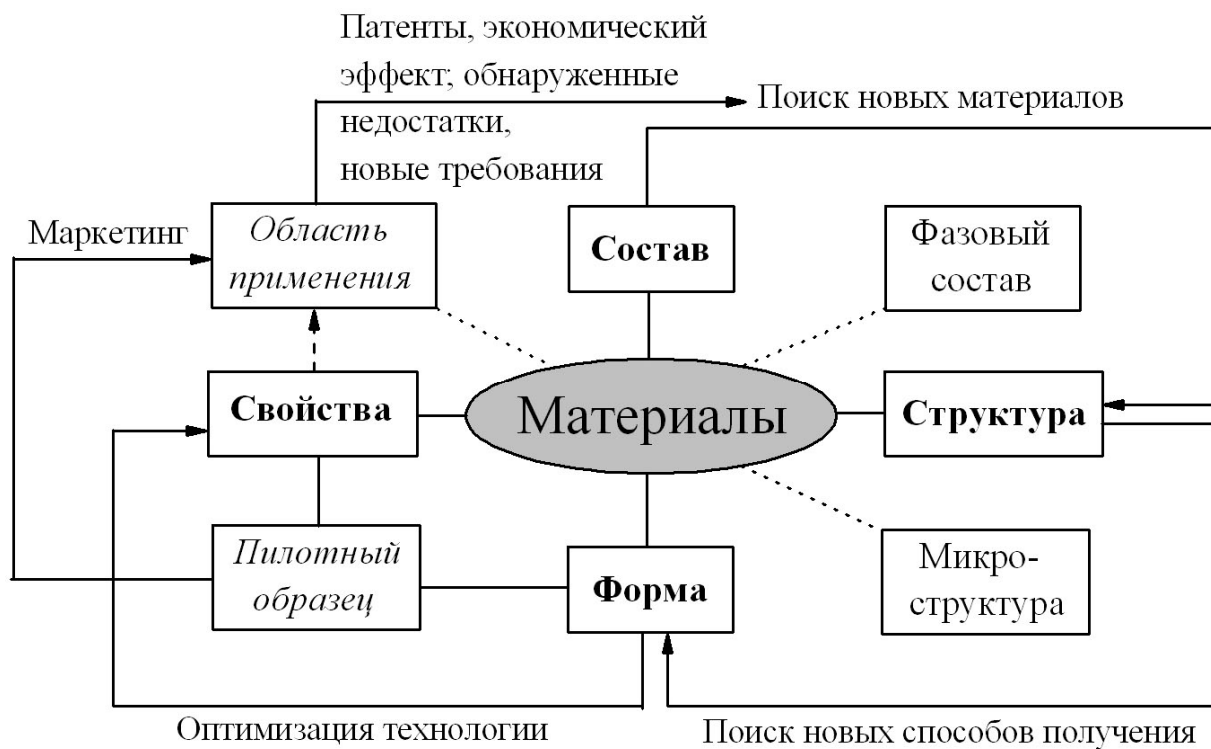 Патенты, экономический
эффект; обнаруженные
недостатки,
новые требования
Поиск новых материалов
Маркетинг
Область
применения
Состав
Фазовый
состав
Свойства
Материалы
Структура
Пилотный
образец
Форма
Микро-
структура
Оптимизация технологии
Поиск новых способов получения